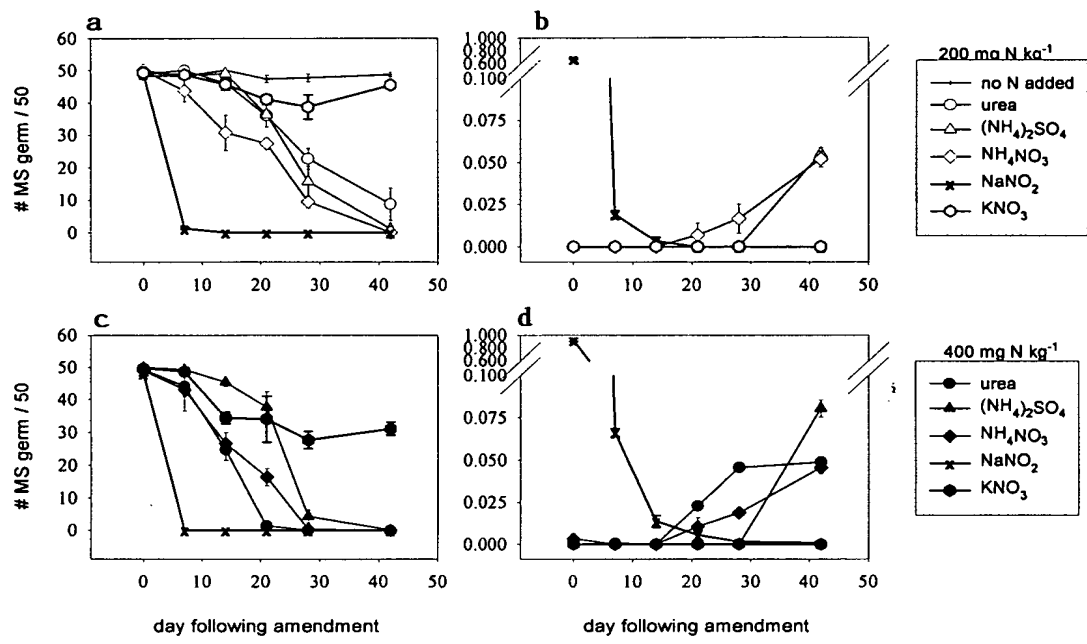 a
60
50
40
30
20
10
0
# MS germ / 50
0 10 20 30 40 50
b
1.000
0.800
0.600
0.100
0.075
0.050
0.025
0.000
0 10 20 30 40 50
200 mg N kg⁻¹
no N added
urea
(NH₄)₂SO₄
NH₄NO₃
NaNO₂
KNO₃
c
60
50
40
30
20
10
0
# MS germ / 50
0 10 20 30 40 50
day following amendment
d
1.000
0.800
0.600
0.100
0.075
0.050
0.025
0.000
0 10 20 30 40 50
day following amendment
400 mg N kg⁻¹
urea
(NH₄)₂SO₄
NH₄NO₃
NaNO₂
KNO₃